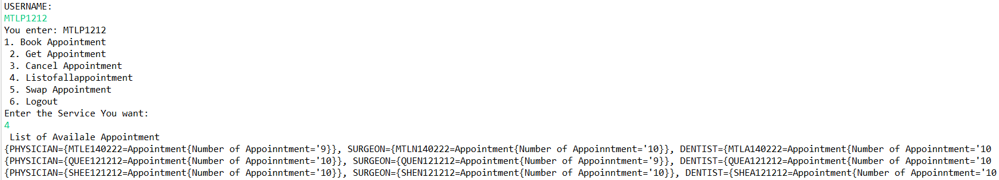 USERNAME:
MTLP1212
You enter: MTLP1212
1. Book Appointment
2. Get Appointment
3. Cancel Appointment
4. Listofallappointment
5. Swap Appointment
6. Logout
Enter the Service You want:
4
List of Availale Appointment
{PHYSICIAN={MTLE140222=Appointment{Number of Appoinntment='9}}, SURGEON={MTLN140222=Appointment{Number of Appoinntment='10}}, DENTIST={MTLA140222=Appointment{Number of Appoinntment='10
{PHYSICIAN={QUEE121212=Appointment{Number of Appoinntment='10}}, SURGEON={QUEN121212=Appointment{Number of Appoinntment='9}}, DENTIST={QUEA121212=Appointment{Number of Appoinntment='10
{PHYSICIAN={SHEE121212=Appointment{Number of Appoinntment='10}}, SURGEON={SHEN121212=Appointment{Number of Appoinntment='10}}, DENTIST={SHEA121212=Appointment{Number of Appoinntment='10